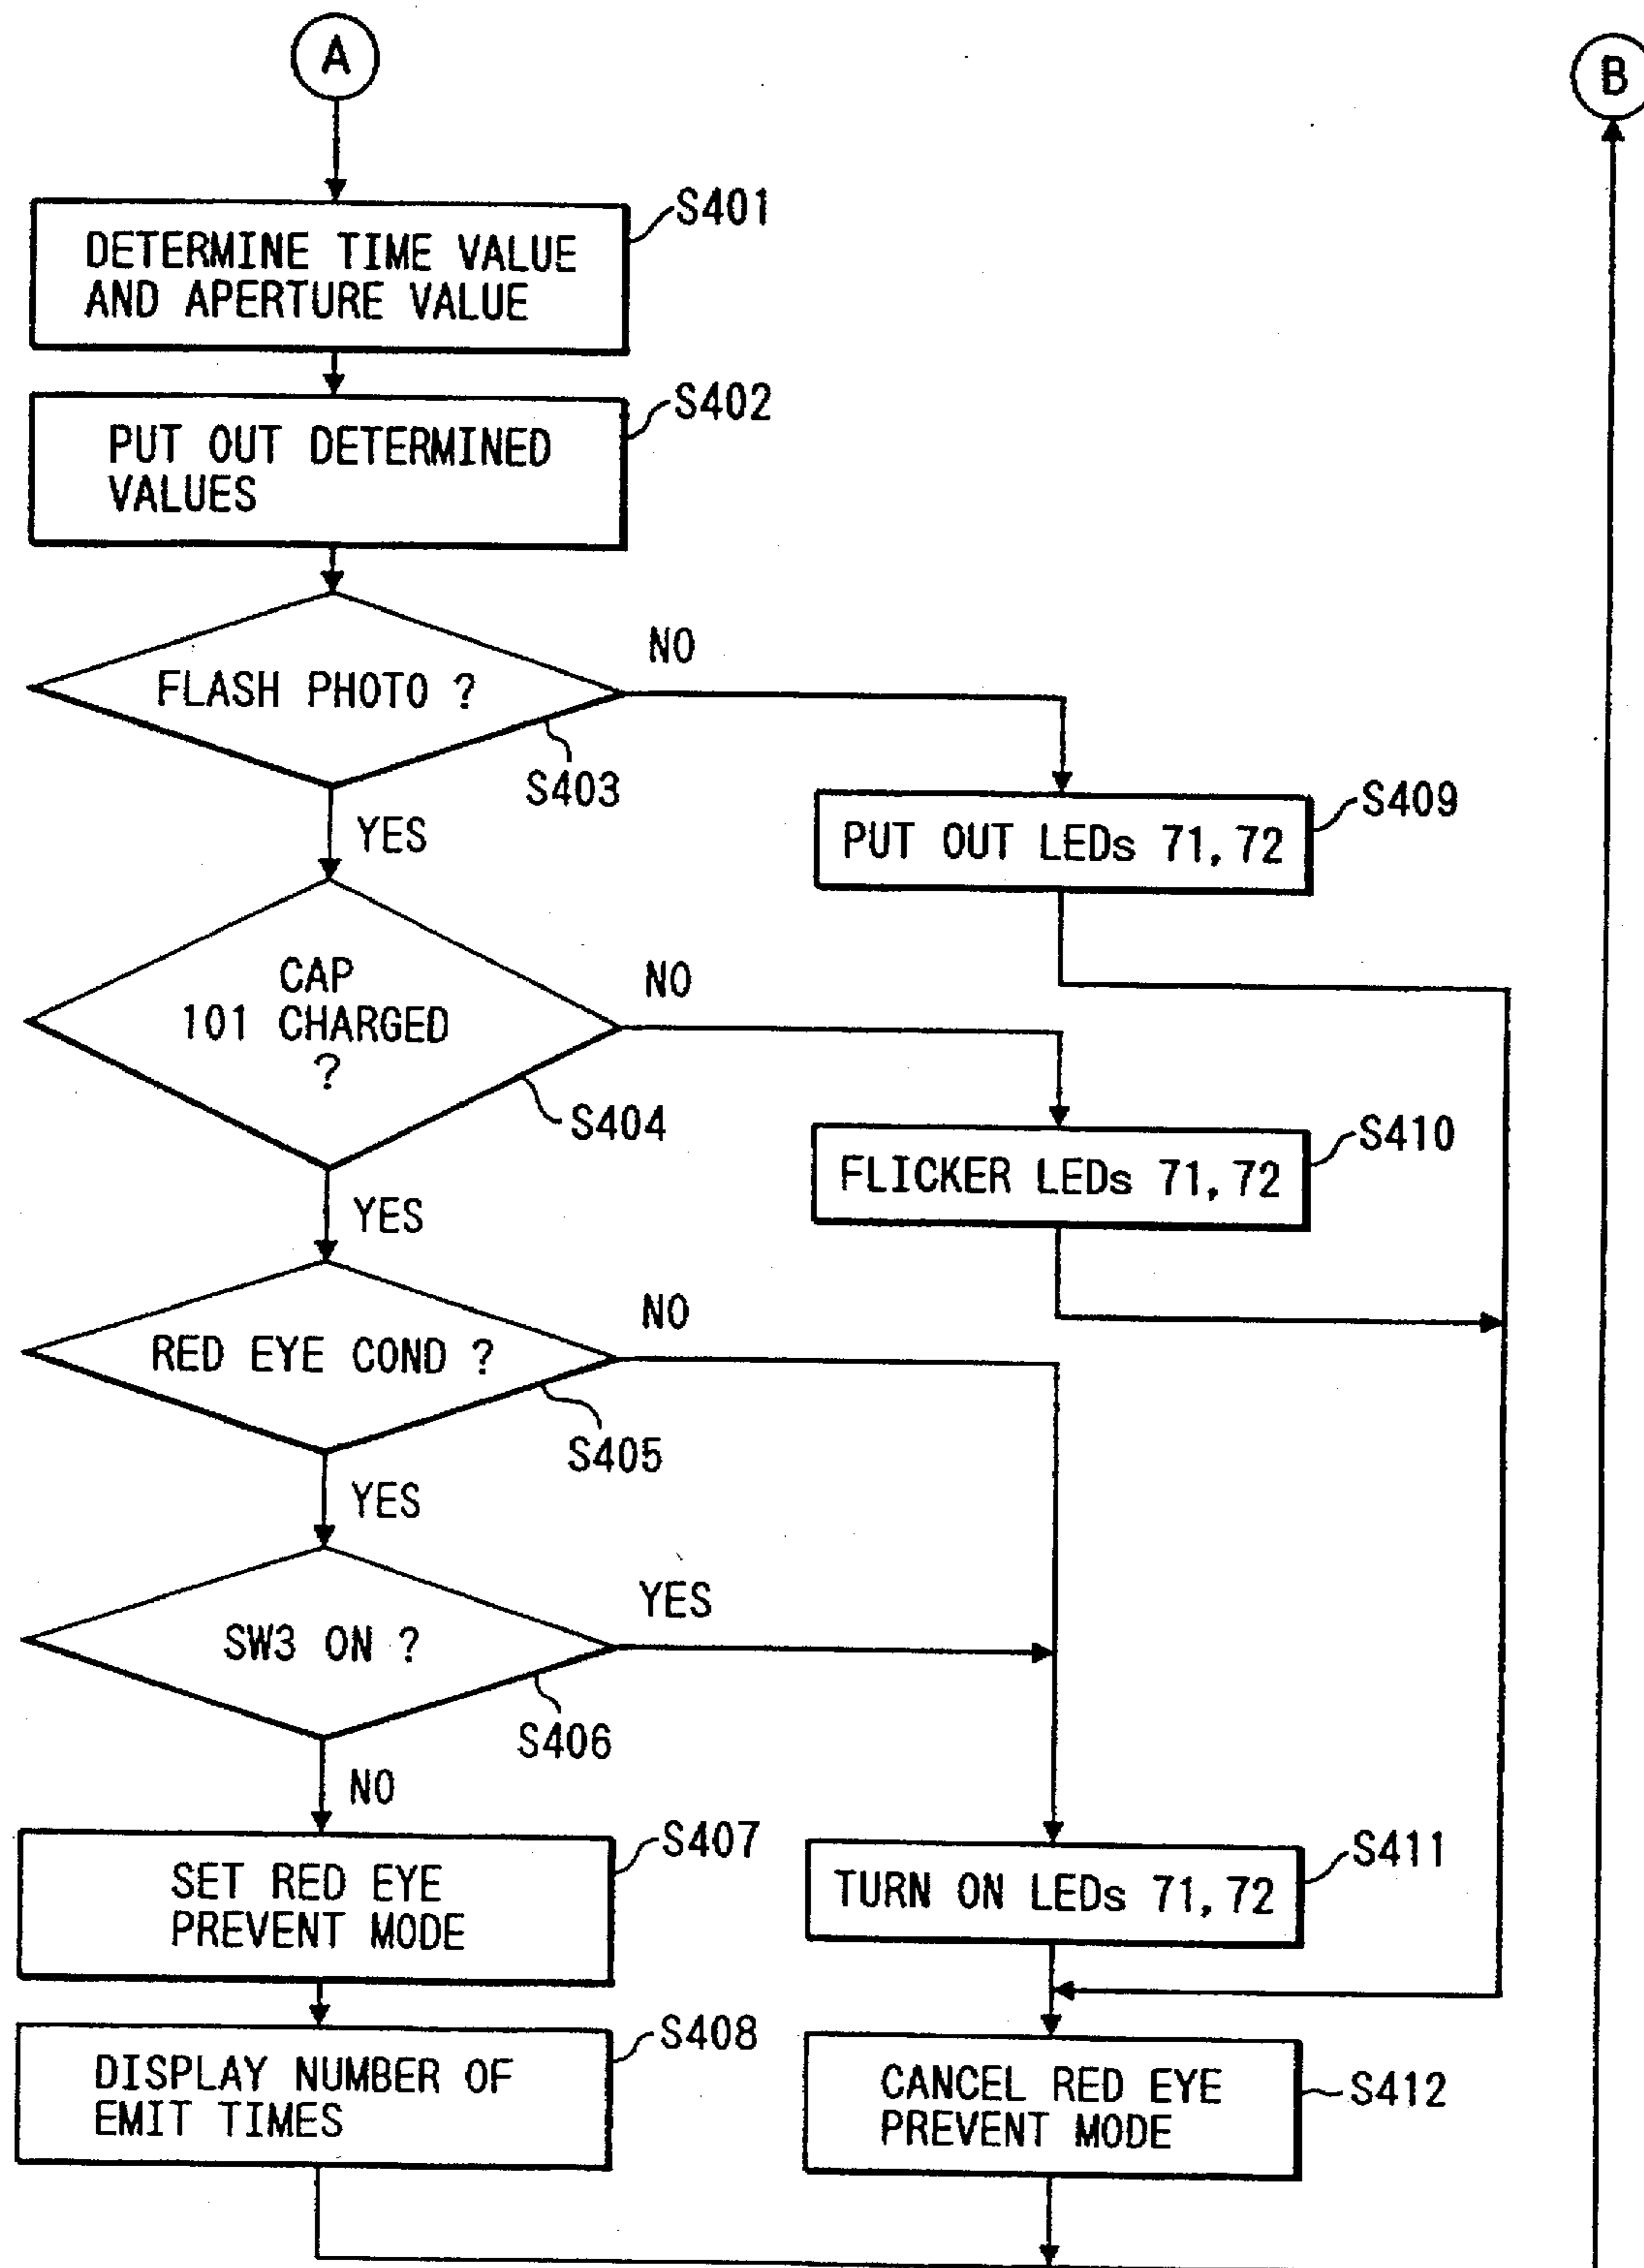 A
B
S401
DETERMINE TIME VALUE
AND APERTURE VALUE
S402
PUT OUT DETERMINED
VALUES
FLASH PHOTO ?
NO
S403
YES
S409
PUT OUT LEDs 71, 72
CAP
101 CHARGED
?
NO
S404
YES
S410
FLICKER LEDs 71, 72
RED EYE COND ?
NO
S405
YES
SW3 ON ?
YES
S406
NO
S407
SET RED EYE
PREVENT MODE
S411
TURN ON LEDs 71, 72
S408
DISPLAY NUMBER OF
EMIT TIMES
S412
CANCEL RED EYE
PREVENT MODE